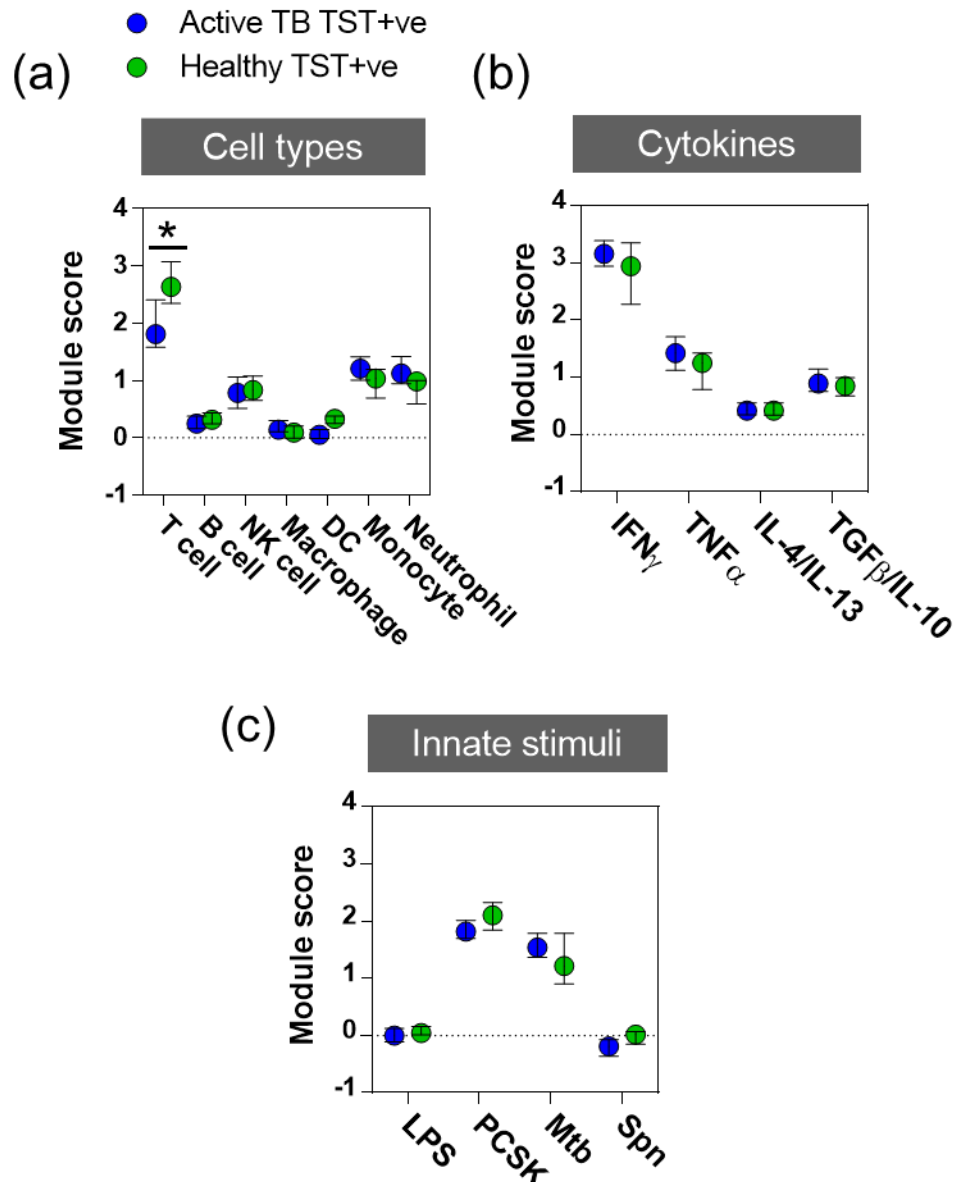 Active TB TST+ve
Healthy TST+ve
(a)
Cell types
Module score
4
3
2
1
0
-1
*
T cell
B cell
NK cell
Macrophage
DC
Monocyte
Neutrophil
(b)
Cytokines
Module score
4
3
2
1
0
-1
IFNγ
TNFα
IL-4/IL-13
TGFβ/IL-10
(c)
Innate stimuli
Module score
4
3
2
1
0
-1
LPS
PCSK
Mtb
Spn